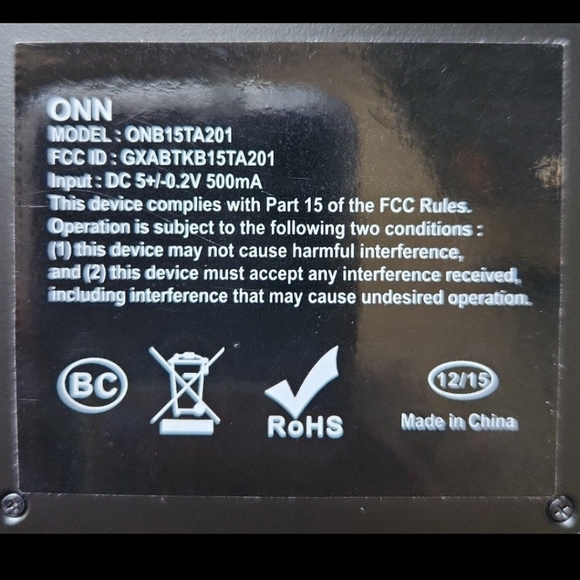 ONN
MODEL : ONB15TA201
FCC ID : GXABTKB15TA201
Input : DC 5+/-0.2V 500mA
This device complies with Part 15 of the FCC Rules.
Operation is subject to the following two conditions :
(1) this device may not cause harmful interference,
and (2) this device must accept any interference received,
including interference that may cause undesired operation.
BC
RoHS
12/15
Made in China